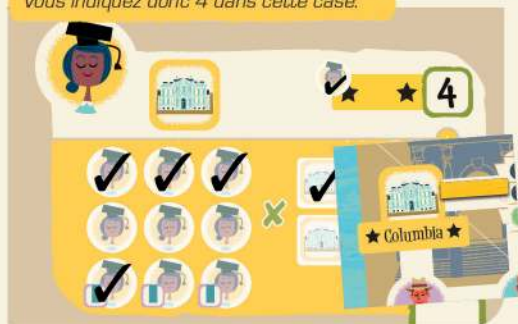 Vous indiquez donc 4 dans cette case.
4
★ Columbia ★